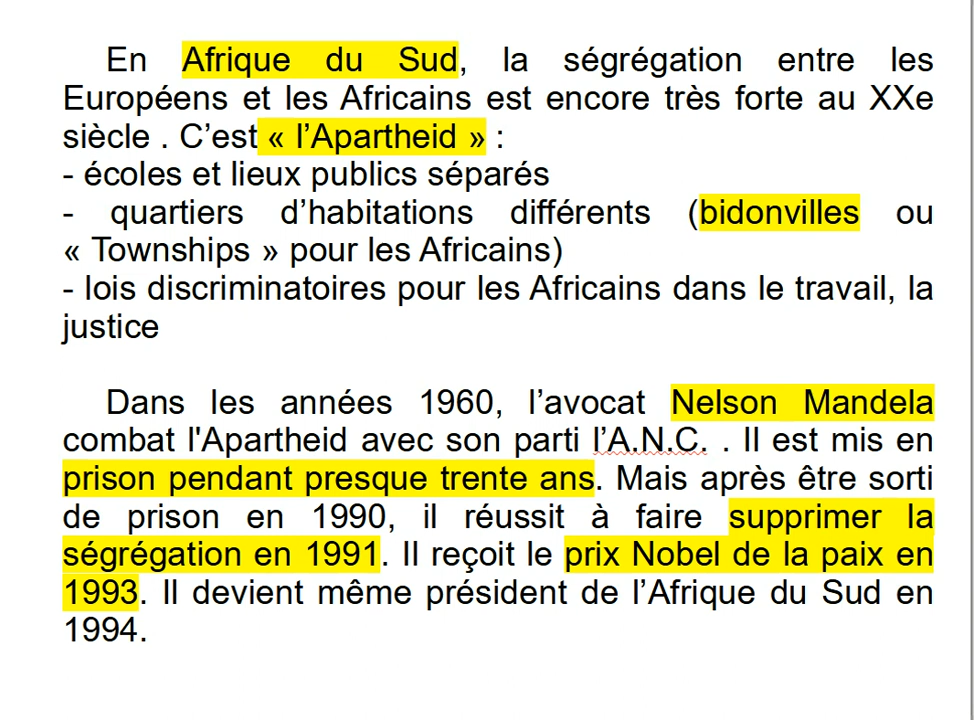 En Afrique du Sud, la ségrégation entre les
Européens et les Africains est encore très forte au XXe
siècle . C’est « l’Apartheid » :
- écoles et lieux publics séparés
- quartiers d’habitations différents (bidonvilles ou
« Townships » pour les Africains)
- lois discriminatoires pour les Africains dans le travail, la
justice
Dans les années 1960, l’avocat Nelson Mandela
combat l'Apartheid avec son parti l’A.N.C. . Il est mis en
prison pendant presque trente ans. Mais après être sorti
de prison en 1990, il réussit à faire supprimer la
ségrégation en 1991. Il reçoit le prix Nobel de la paix en
1993. Il devient même président de l’Afrique du Sud en
1994.